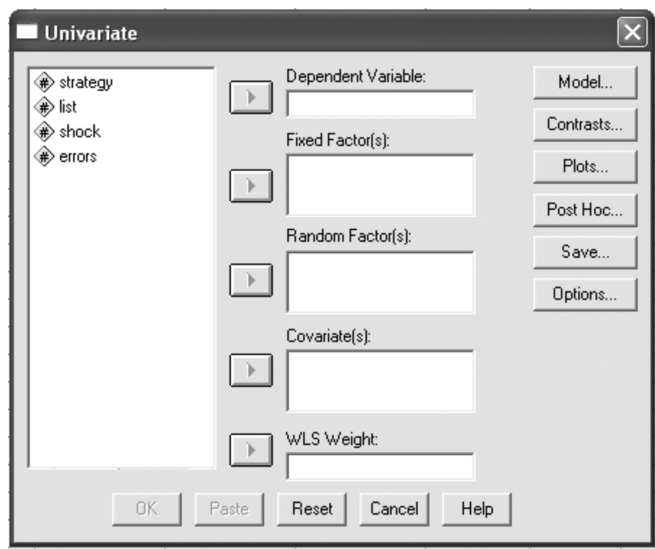 Univariate
# strategy
# list
# shock
# errors
Dependent Variable:
Fixed Factor(s):
Random Factor(s):
Covariate(s):
WLS Weight:
Model...
Contrasts...
Plots...
Post Hoc...
Save...
Options...
OK
Paste
Reset
Cancel
Help